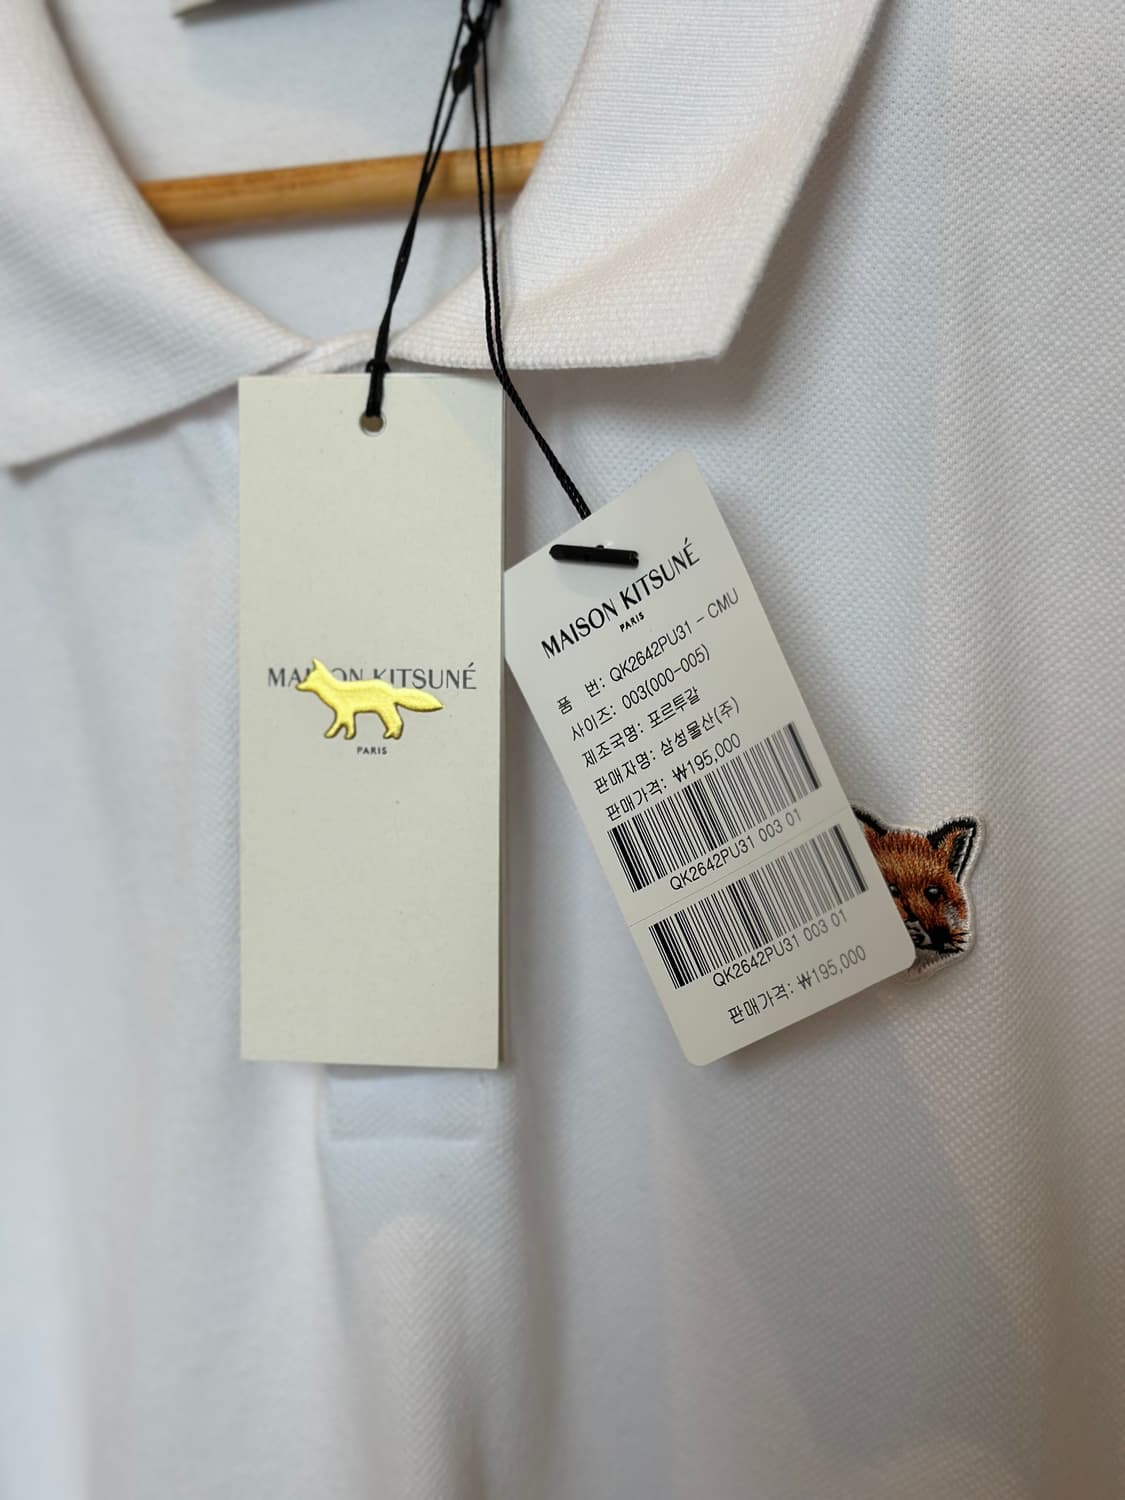 MAISON KITSUNÉ
PARIS
MAISON KITSUNÉ
PARIS
품 번: QK2642PU31 - CMU
사이즈: 003(000-005)
제조국명: 포르투갈
판매자명: 삼성물산(주)
판매가격: ₩195,000
QK2642PU31 003 01
QK2642PU31 003 01
판매가격: ₩195,000